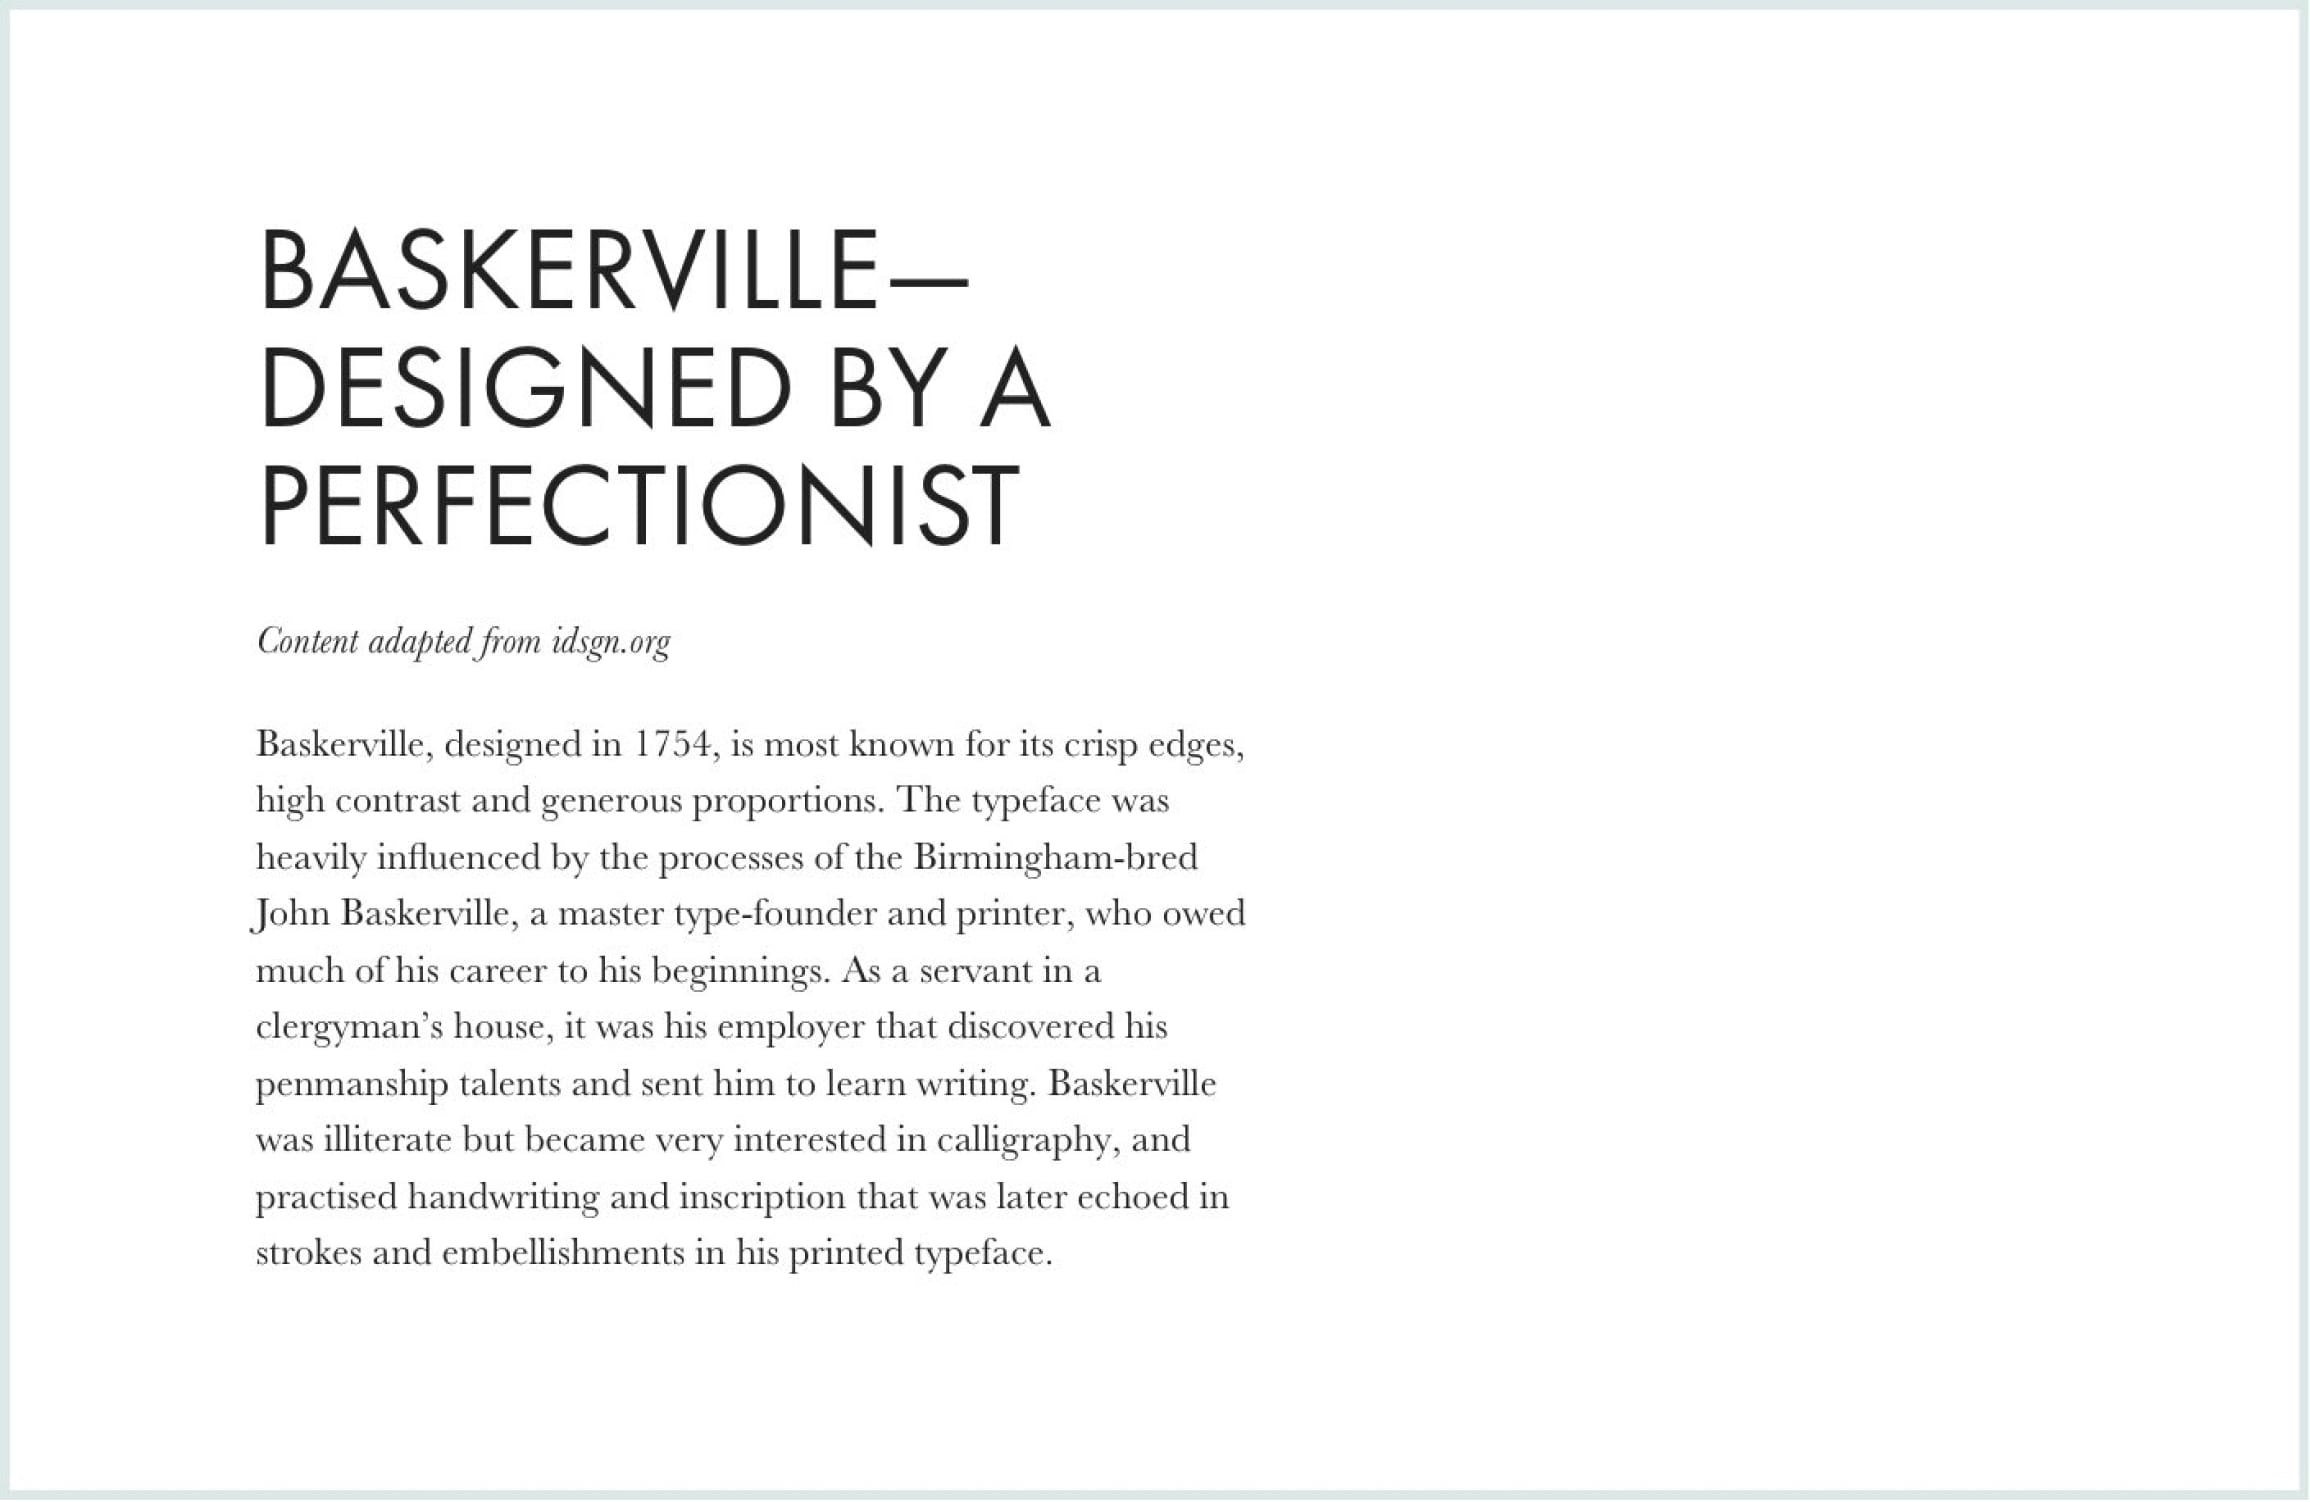 BASKERVILLE—
DESIGNED BY A
PERFECTIONIST
Content adapted from idsgn.org
Baskerville, designed in 1754, is most known for its crisp edges,
high contrast and generous proportions. The typeface was
heavily influenced by the processes of the Birmingham-bred
John Baskerville, a master type-founder and printer, who owed
much of his career to his beginnings. As a servant in a
clergyman’s house, it was his employer that discovered his
penmanship talents and sent him to learn writing. Baskerville
was illiterate but became very interested in calligraphy, and
practised handwriting and inscription that was later echoed in
strokes and embellishments in his printed typeface.